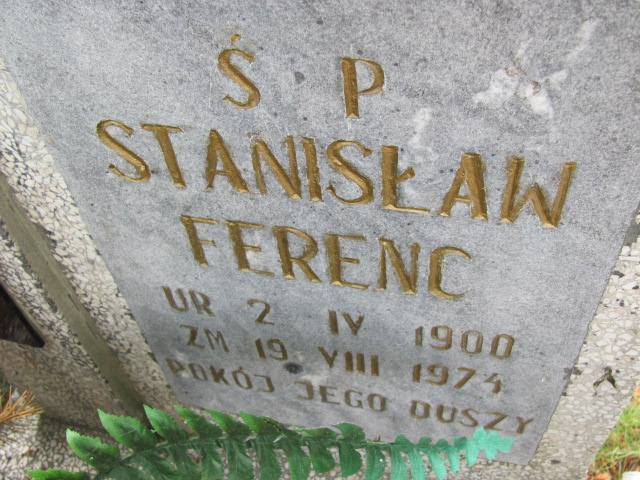 Ś P
STANISŁAW
FERENC
UR 2 IV 1900
ZM 19 VIII 1974
POKÓJ JEGO DUSZY